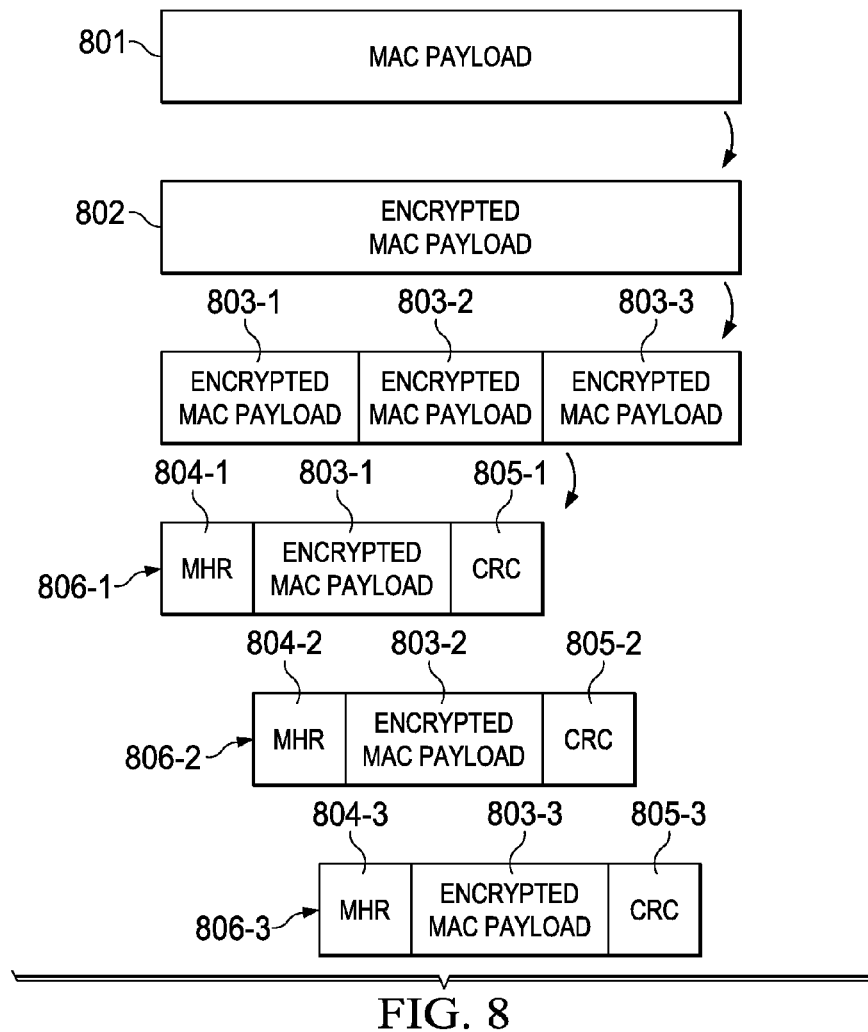 801
MAC PAYLOAD
802
ENCRYPTED
MAC PAYLOAD
803-1 803-2 803-3
ENCRYPTED ENCRYPTED ENCRYPTED
MAC PAYLOAD MAC PAYLOAD MAC PAYLOAD
804-1 803-1 805-1
806-1
MHR
ENCRYPTED
MAC PAYLOAD
CRC
804-2 803-2 805-2
806-2
MHR
ENCRYPTED
MAC PAYLOAD
CRC
804-3 803-3 805-3
806-3
MHR
ENCRYPTED
MAC PAYLOAD
CRC
FIG. 8